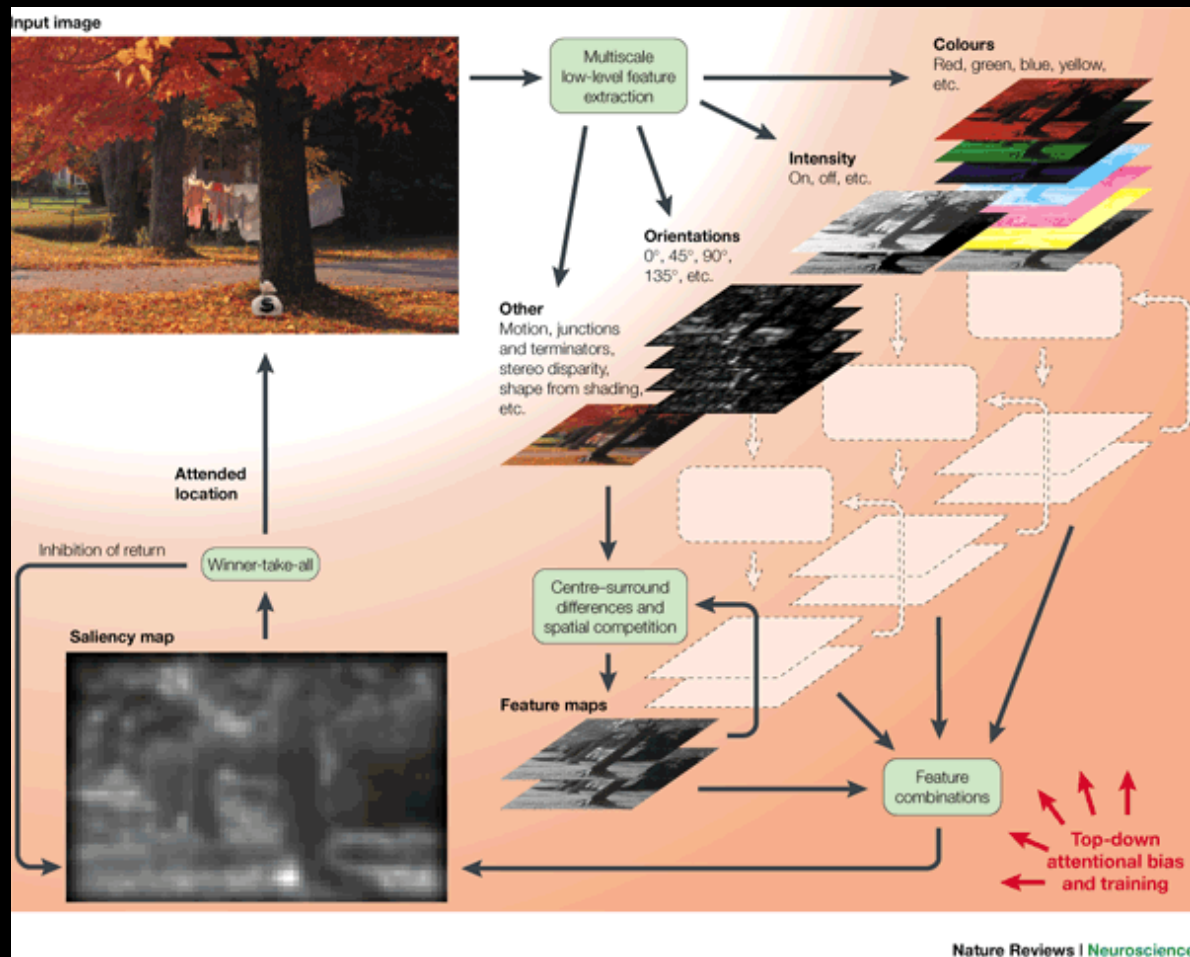 Input image
Multiscale
low-level feature
extraction
Colours
Red, green, blue, yellow,
etc.
Intensity
On, off, etc.
Orientations
0°, 45°, 90°,
135°, etc.
Other
Motion, junctions
and terminators,
stereo disparity,
shape from shading,
etc.
$
Attended
location
Inhibition of return
Winner-take-all
Centre–surround
differences and
spatial competition
Saliency map
Feature maps
Feature
combinations
Top-down
attentional bias
and training
Nature Reviews | Neuroscience